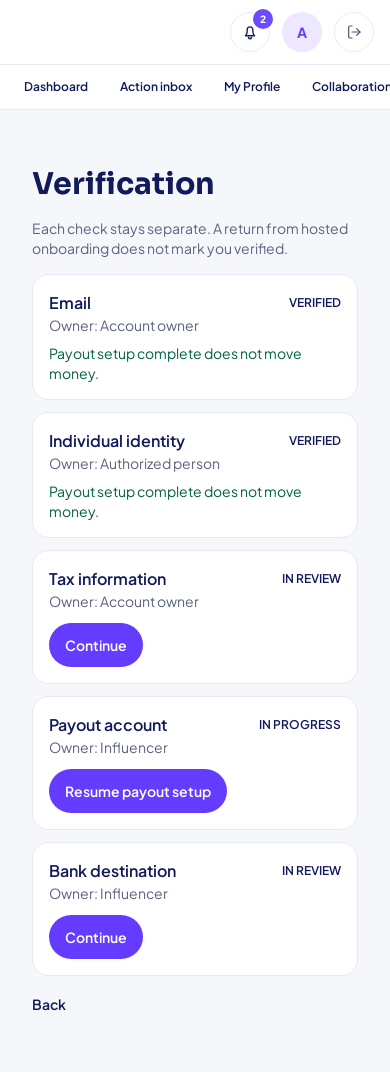 2
A
Dashboard Action inbox My Profile Collaboration
Verification
Each check stays separate. A return from hosted
onboarding does not mark you verified.
Email VERIFIED
Owner: Account owner
Payout setup complete does not move
money.
Individual identity VERIFIED
Owner: Authorized person
Payout setup complete does not move
money.
Tax information IN REVIEW
Owner: Account owner
Continue
Payout account IN PROGRESS
Owner: Influencer
Resume payout setup
Bank destination IN REVIEW
Owner: Influencer
Continue
Back